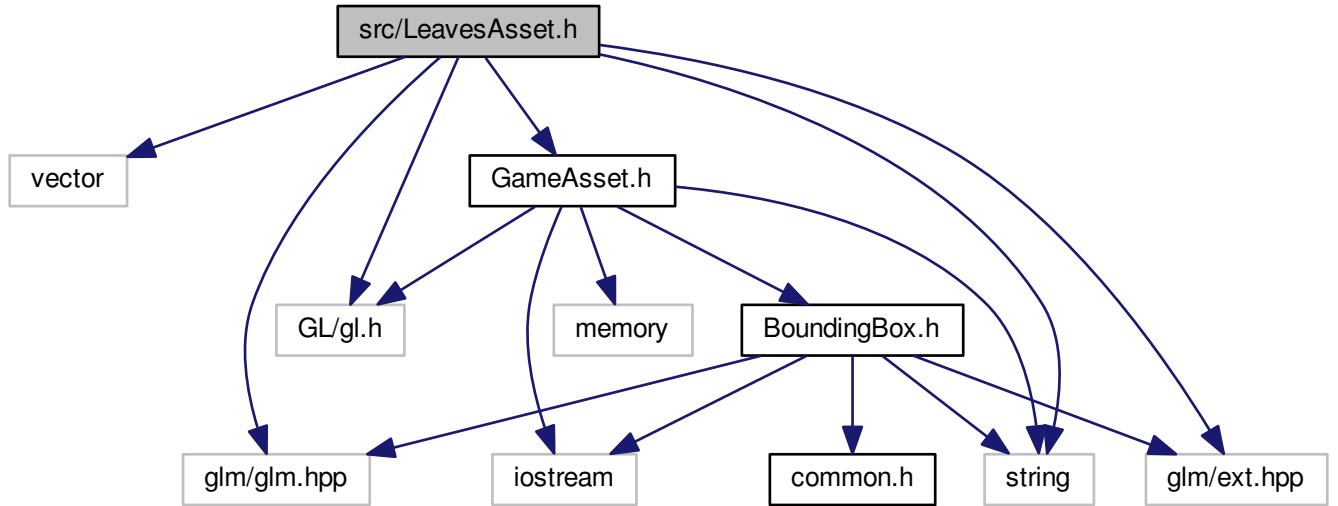 src/LeavesAsset.h
vector
GameAsset.h
GL/gl.h
memory
BoundingBox.h
glm/glm.hpp
iostream
common.h
string
glm/ext.hpp